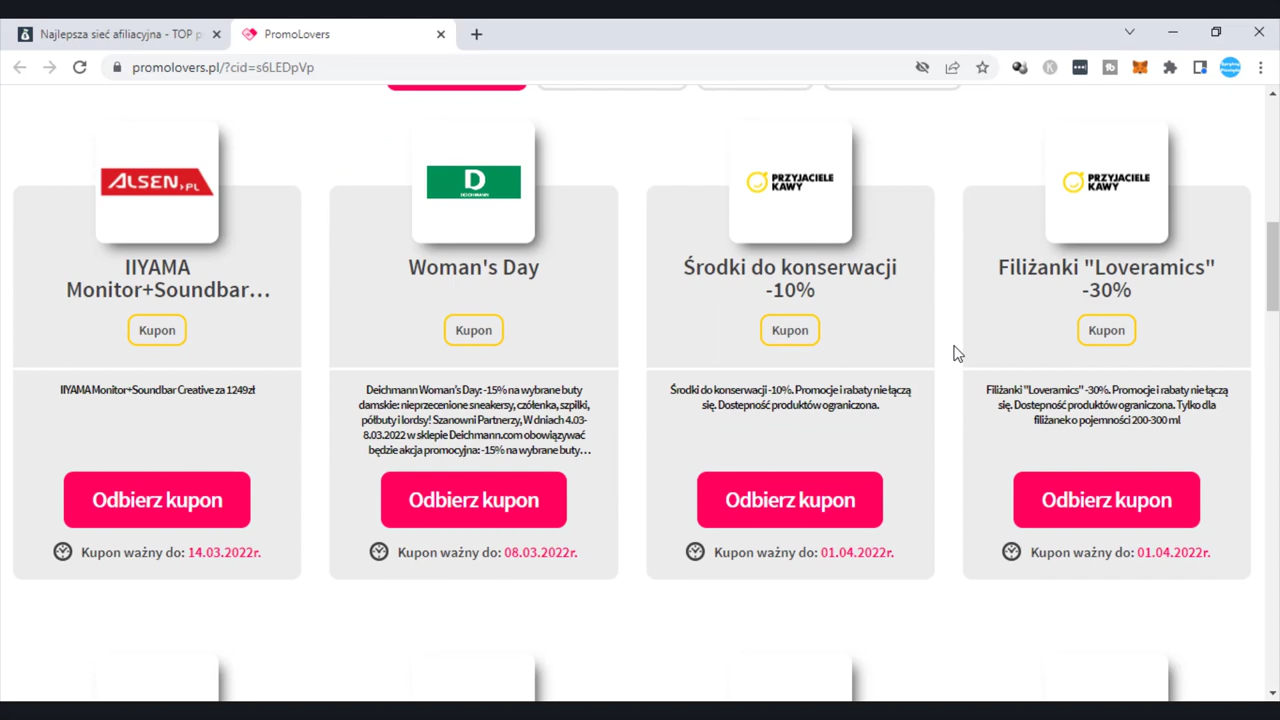 Najlepsza sieć afiliacyjna - TOP p
PromoLovers
promolovers.pl/?cid=s6LEDpVp
ALSEN.PL
D
DEICHMANN
PRZYJACIELE
KAWY
PRZYJACIELE
KAWY
IIYAMA
Monitor+Soundbar...
Woman's Day
Środki do konserwacji
-10%
Filiżanki "Loveramics"
-30%
Kupon
Kupon
Kupon
Kupon
IIYAMA Monitor+Soundbar Creative za 1249zł
Deichmann Woman's Day: -15% na wybrane buty
damskie: nieprzecenione sneakersy, czółenka, szpilki,
półbuty i lordsy! Szanowni Partnerzy, W dniach 4.03-
8.03.2022 w sklepie Deichmann.com obowiązywać
będzie akcja promocyjna: -15% na wybrane buty...
Środki do konserwacji -10%. Promocje i rabaty nie łączą
się. Dostepność produktów ograniczona.
Filiżanki "Loveramics" -30%. Promocje i rabaty nie łączą
się. Dostepność produktów ograniczona. Tylko dla
filiżanek o pojemności 200-300 ml
Odbierz kupon
Odbierz kupon
Odbierz kupon
Odbierz kupon
Kupon ważny do: 14.03.2022r.
Kupon ważny do: 08.03.2022r.
Kupon ważny do: 01.04.2022r.
Kupon ważny do: 01.04.2022r.